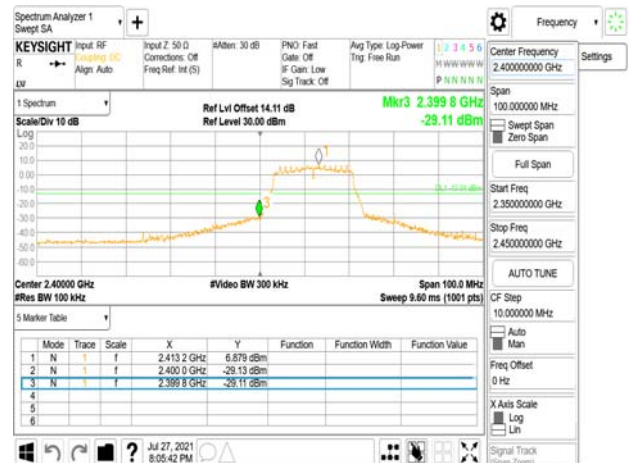 Spectrum Analyzer 1
Swept SA
Frequency
KEYSIGHT
R
Input: RF
Coupling: DC
Align: Auto
Input Z: 50 Ω
Corrections: Off
Freq Ref: Int (S)
#Atten: 30 dB
PNO: Fast
Gate: Off
IF Gain: Low
Sig Track: Off
Avg Type: Log-Power
Trig: Free Run
1 2 3 4 5 6
M W W W W W
P N N N N N
Center Frequency
2.400000000 GHz
Settings
1 Spectrum
Scale/Div 10 dB
Ref Lvl Offset 14.11 dB
Ref Level 30.00 dBm
Mkr3 2.399 8 GHz
-29.11 dBm
Span
100.000000 MHz
Swept Span
Zero Span
Full Span
Start Freq
2.350000000 GHz
Stop Freq
2.450000000 GHz
AUTO TUNE
CF Step
10.000000 MHz
Auto
Man
Freq Offset
0 Hz
X Axis Scale
Log
Lin
Signal Track
Log
20.0
10.0
0.00
-10.0
-20.0
-30.0
-40.0
-50.0
-60.0
1
3
Center 2.40000 GHz
#Res BW 100 kHz
#Video BW 300 kHz
Span 100.0 MHz
Sweep 9.60 ms (1001 pts)
5 Marker Table
Mode Trace Scale X Y Function Function Width Function Value
1 N 1 f 2.413 2 GHz 6.879 dBm
2 N 1 f 2.400 0 GHz -29.13 dBm
3 N 1 f 2.399 8 GHz -29.11 dBm
4
5
6
?
Jul 27, 2021
8:05:42 PM